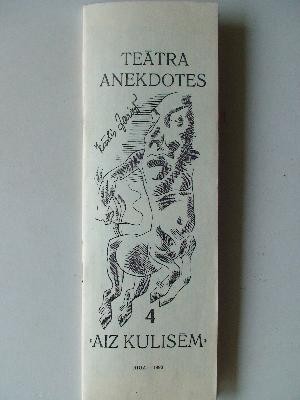 TEĀTRA
ANEKDOTES
4
"AIZ KULISĒM"